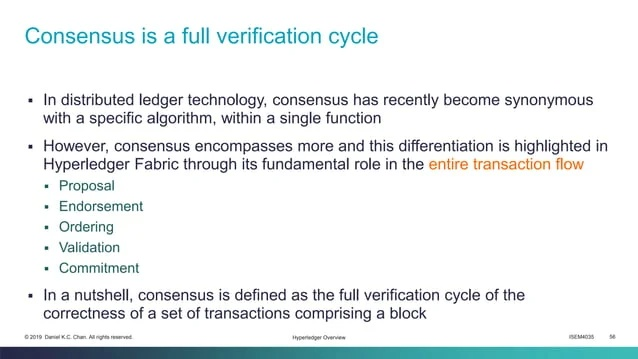 Consensus is a full verification cycle
▪ In distributed ledger technology, consensus has recently become synonymous
with a specific algorithm, within a single function
▪ However, consensus encompasses more and this differentiation is highlighted in
Hyperledger Fabric through its fundamental role in the entire transaction flow
▪ Proposal
▪ Endorsement
▪ Ordering
▪ Validation
▪ Commitment
▪ In a nutshell, consensus is defined as the full verification cycle of the
correctness of a set of transactions comprising a block
© 2019 Daniel K.C. Chan. All rights reserved. Hyperledger Overview ISEM4035 56